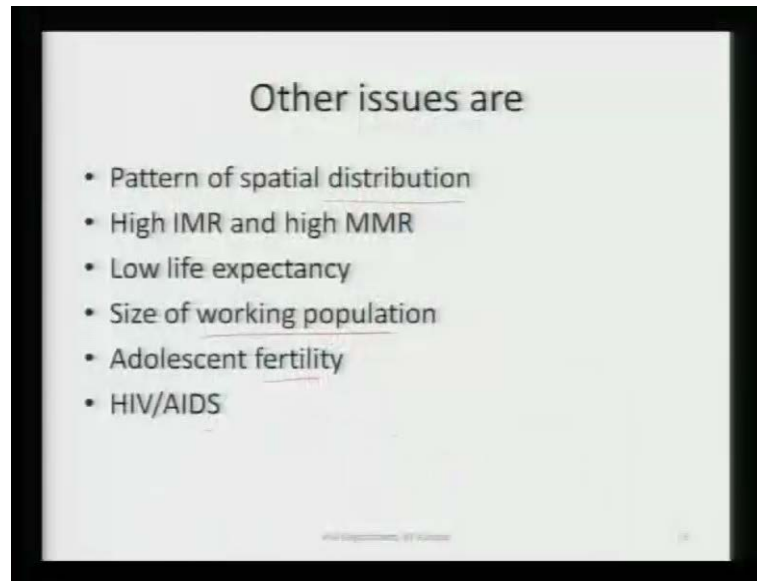 Other issues are
• Pattern of spatial distribution
• High IMR and high MMR
• Low life expectancy
• Size of working population
• Adolescent fertility
• HIV/AIDS